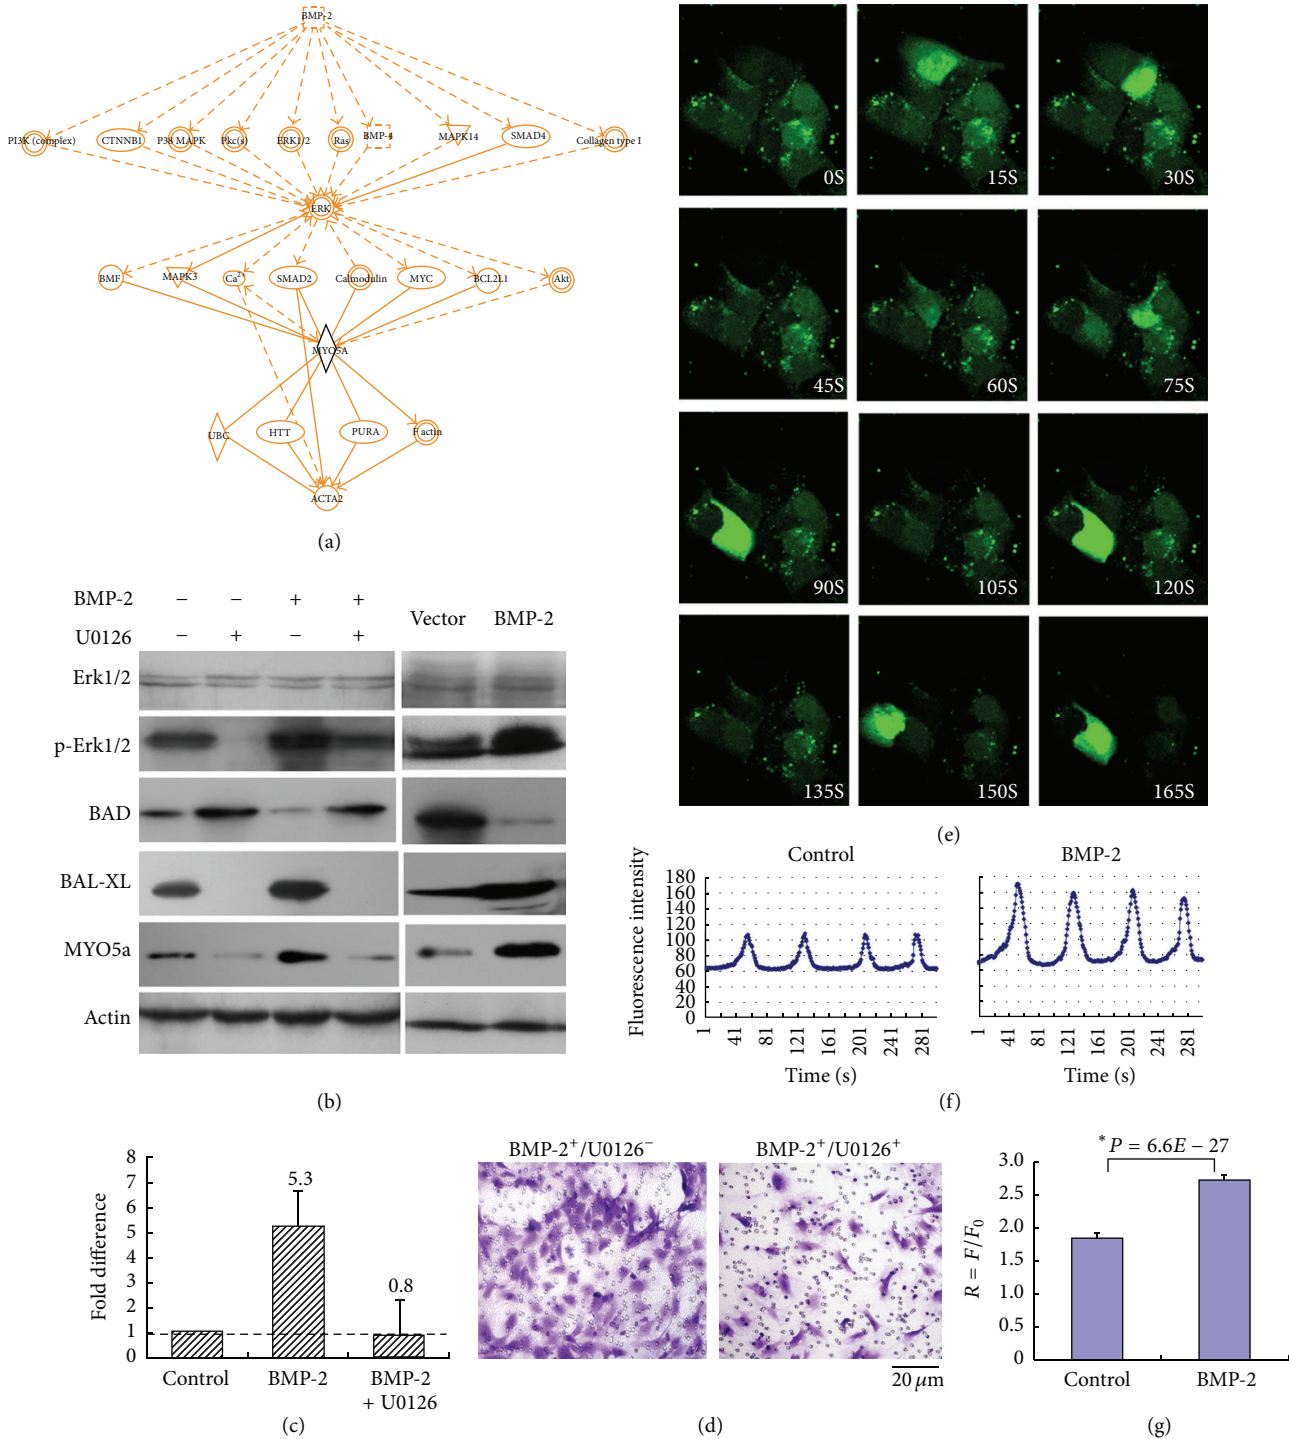 BMP-2
PI3K (complex) CTNNB1 P38 MAPK Pkc(s) ERK1/2 Ras BMP-4 MAPK14 SMAD4 Collagen type I
ERK
BMF MAPK3 Ca2+ SMAD2 Calmodulin MYC BCL2L1 Akt
MYO5A
UBC HTT PURA F actin
ACTA2
(a)
BMP-2 − − + +
U0126 − + − +
Vector BMP-2
Erk1/2
p-Erk1/2
BAD
BAL-XL
MYO5a
Actin
(b)
Fold difference
8
7
6
5
4
3
2
1
0
5.3
0.8
Control BMP-2 BMP-2
+ U0126
(c)
BMP-2+/U0126− BMP-2+/U0126+
20 μm
(d)
0S 15S 30S
45S 60S 75S
90S 105S 120S
135S 150S 165S
(e)
Control BMP-2
Fluorescence intensity
180
160
140
120
100
80
60
40
20
0
1 41 81 121 161 201 241 281
1 41 81 121 161 201 241 281
Time (s) Time (s)
(f)
*P = 6.6E − 27
R = F/F0
3.0
2.5
2.0
1.5
1.0
0.5
0
Control BMP-2
(g)